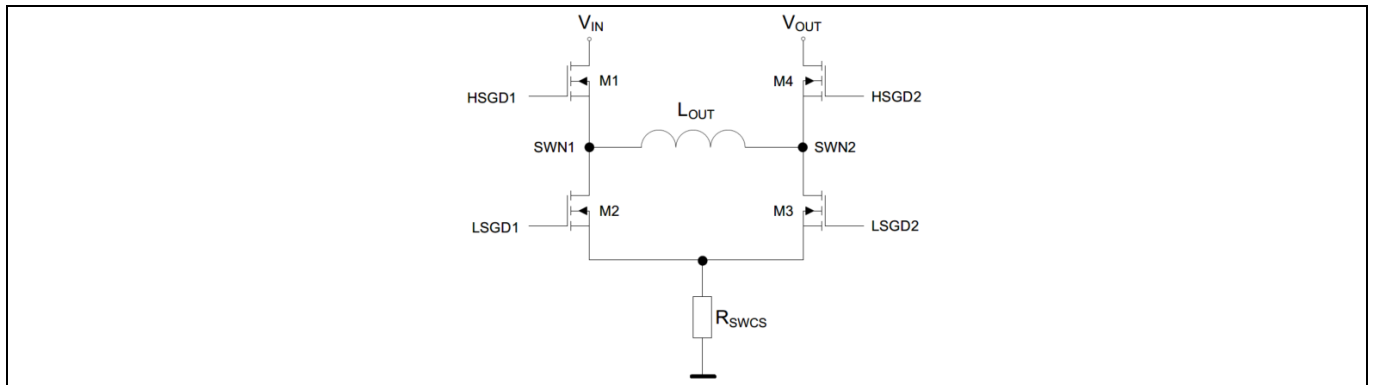 VIN VOUT
M1 M4
HSGD1 HSGD2
LOUT
SWN1 SWN2
M2 M3
LSGD1 LSGD2
RSWCS